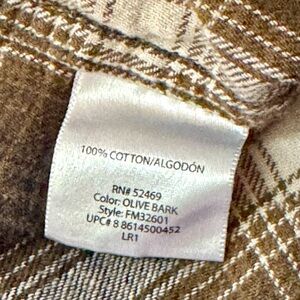 100% COTTON/ALGODÓN
RN# 52469
Color: OLIVE BARK
Style: FM32601
UPC# 8 8614500452
LR1